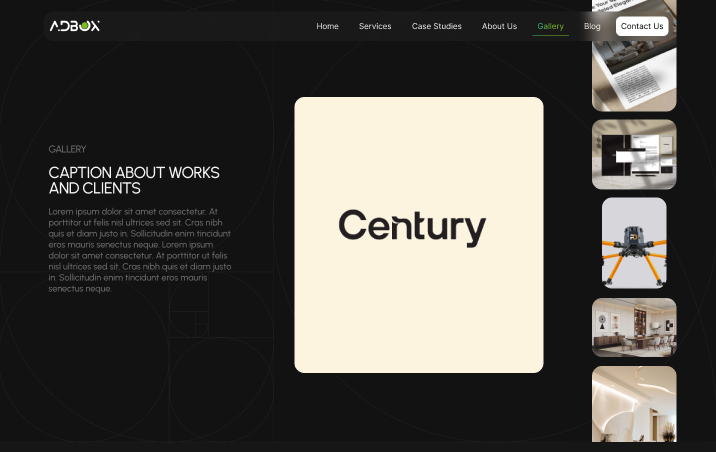 ADBOX
Home Services Case Studies About Us Gallery Blog Contact Us
GALLERY
CAPTION ABOUT WORKS
AND CLIENTS
Lorem ipsum dolor sit amet consectetur. At
porttitor ut felis nisl ultrices sed sit. Cras nibh
quis et diam justo in. Sollicitudin enim tincidunt
eros mauris senectus neque. Lorem ipsum
dolor sit amet consectetur. At porttitor ut felis
nisl ultrices sed sit. Cras nibh quis et diam justo
in. Sollicitudin enim tincidunt eros mauris
senectus neque.
Century